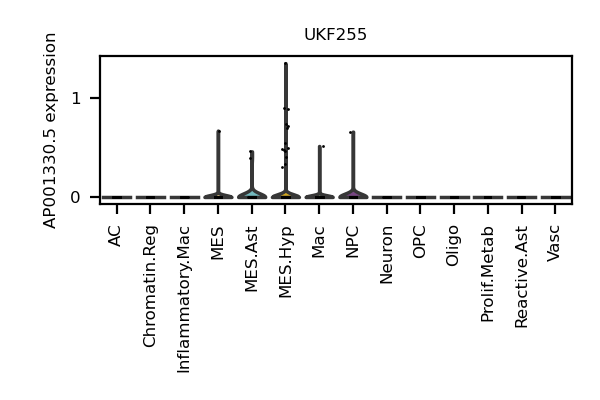 UKF255
AP001330.5 expression
1
0
AC
Chromatin.Reg
Inflammatory.Mac
MES
MES.Ast
MES.Hyp
Mac
NPC
Neuron
OPC
Oligo
Prolif.Metab
Reactive.Ast
Vasc